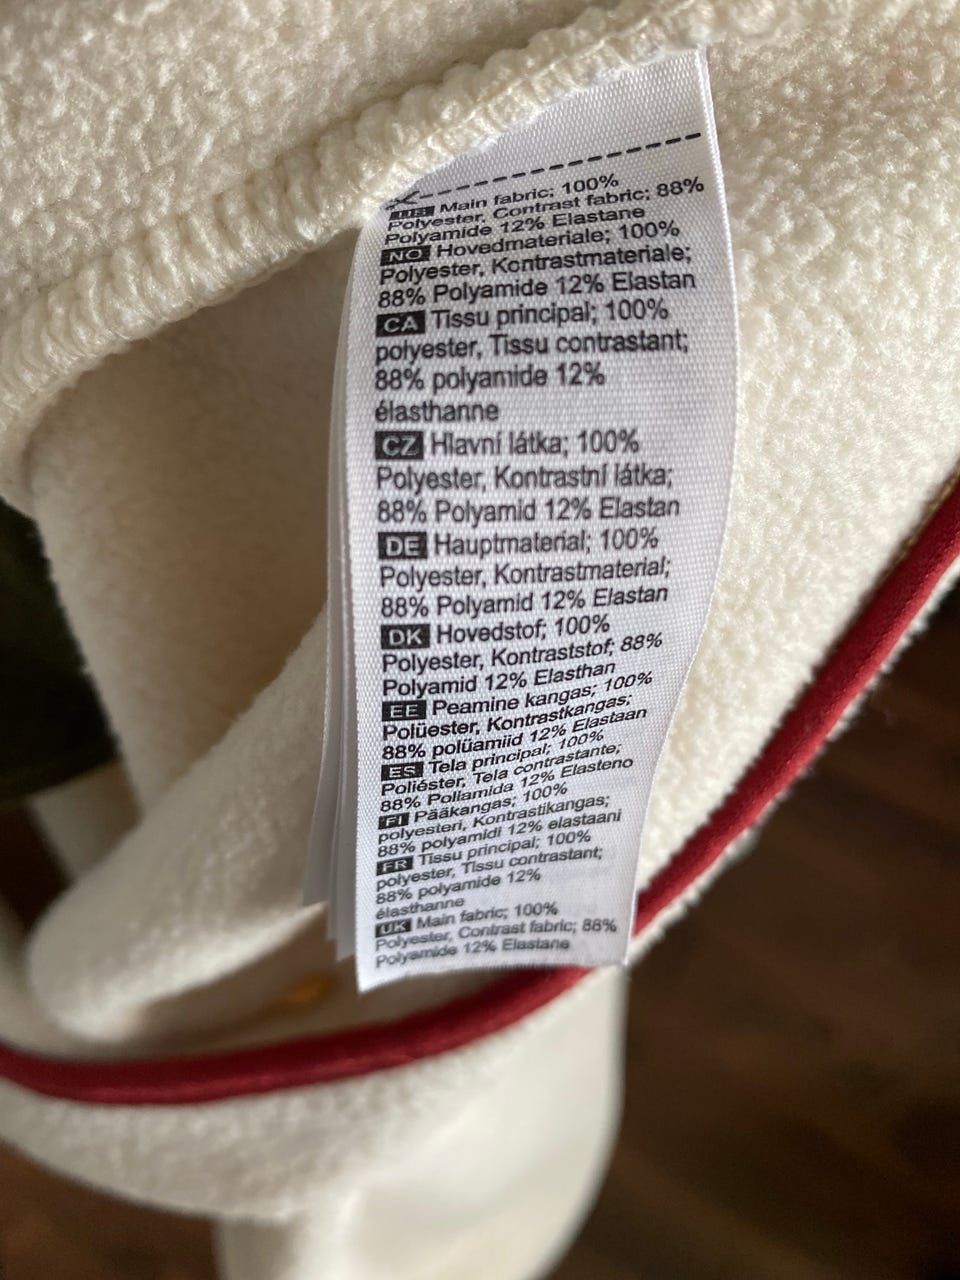 US Main fabric; 100%
Polyester, Contrast fabric; 88%
Polyamide 12% Elastane
NO Hovedmateriale; 100%
Polyester, Kontrastmateriale;
88% Polyamide 12% Elastan
CA Tissu principal; 100%
polyester, Tissu contrastant;
88% polyamide 12%
élasthanne
CZ Hlavní látka; 100%
Polyester, Kontrastní látka;
88% Polyamid 12% Elastan
DE Hauptmaterial; 100%
Polyester, Kontrastmaterial;
88% Polyamid 12% Elastan
DK Hovedstof; 100%
Polyester, Kontraststof; 88%
Polyamid 12% Elasthan
EE Peamine kangas; 100%
Polüester, Kontrastkangas;
88% polüamiid 12% Elastaan
ES Tela principal; 100%
Poliéster, Tela contrastante;
88% Poliamida 12% Elasteno
FI Pääkangas; 100%
polyesteri, Kontrastikangas;
88% polyamidi 12% elastaani
FR Tissu principal; 100%
polyester, Tissu contrastant;
88% polyamide 12%
élasthanne
UK Main fabric; 100%
Polyester, Contrast fabric; 88%
Polyamide 12% Elastane